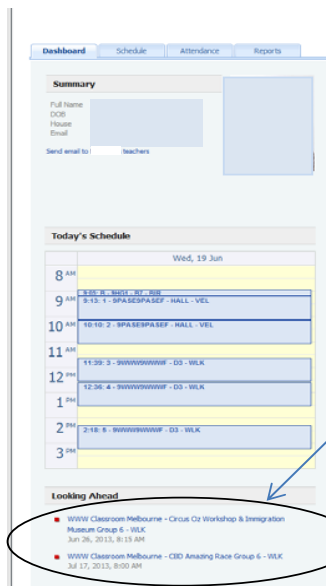 Dashboard Schedule Attendance Reports
Summary
Full Name
DOB
House
Email
Send email to teachers
Today's Schedule
Wed, 19 Jun
8 AM
9 AM
9:13: 1 - 9PASE9PASEF - HALL - VEL
10 AM
10:10: 2 - 9PASE9PASEF - HALL - VEL
11 AM
11:39: 3 - 9WWW9WWWF - D3 - WLK
12 PM
12:36: 4 - 9WWW9WWWF - D3 - WLK
1 PM
2 PM
2:18: 5 - 9WWW9WWWF - D3 - WLK
3 PM
Looking Ahead
WWW Classroom Melbourne - Circus Oz Workshop & Immigration
Museum Group 6 - WLK
Jun 26, 2013, 8:15 AM
WWW Classroom Melbourne - CBD Amazing Race Group 6 - WLK
Jul 17, 2013, 8:00 AM